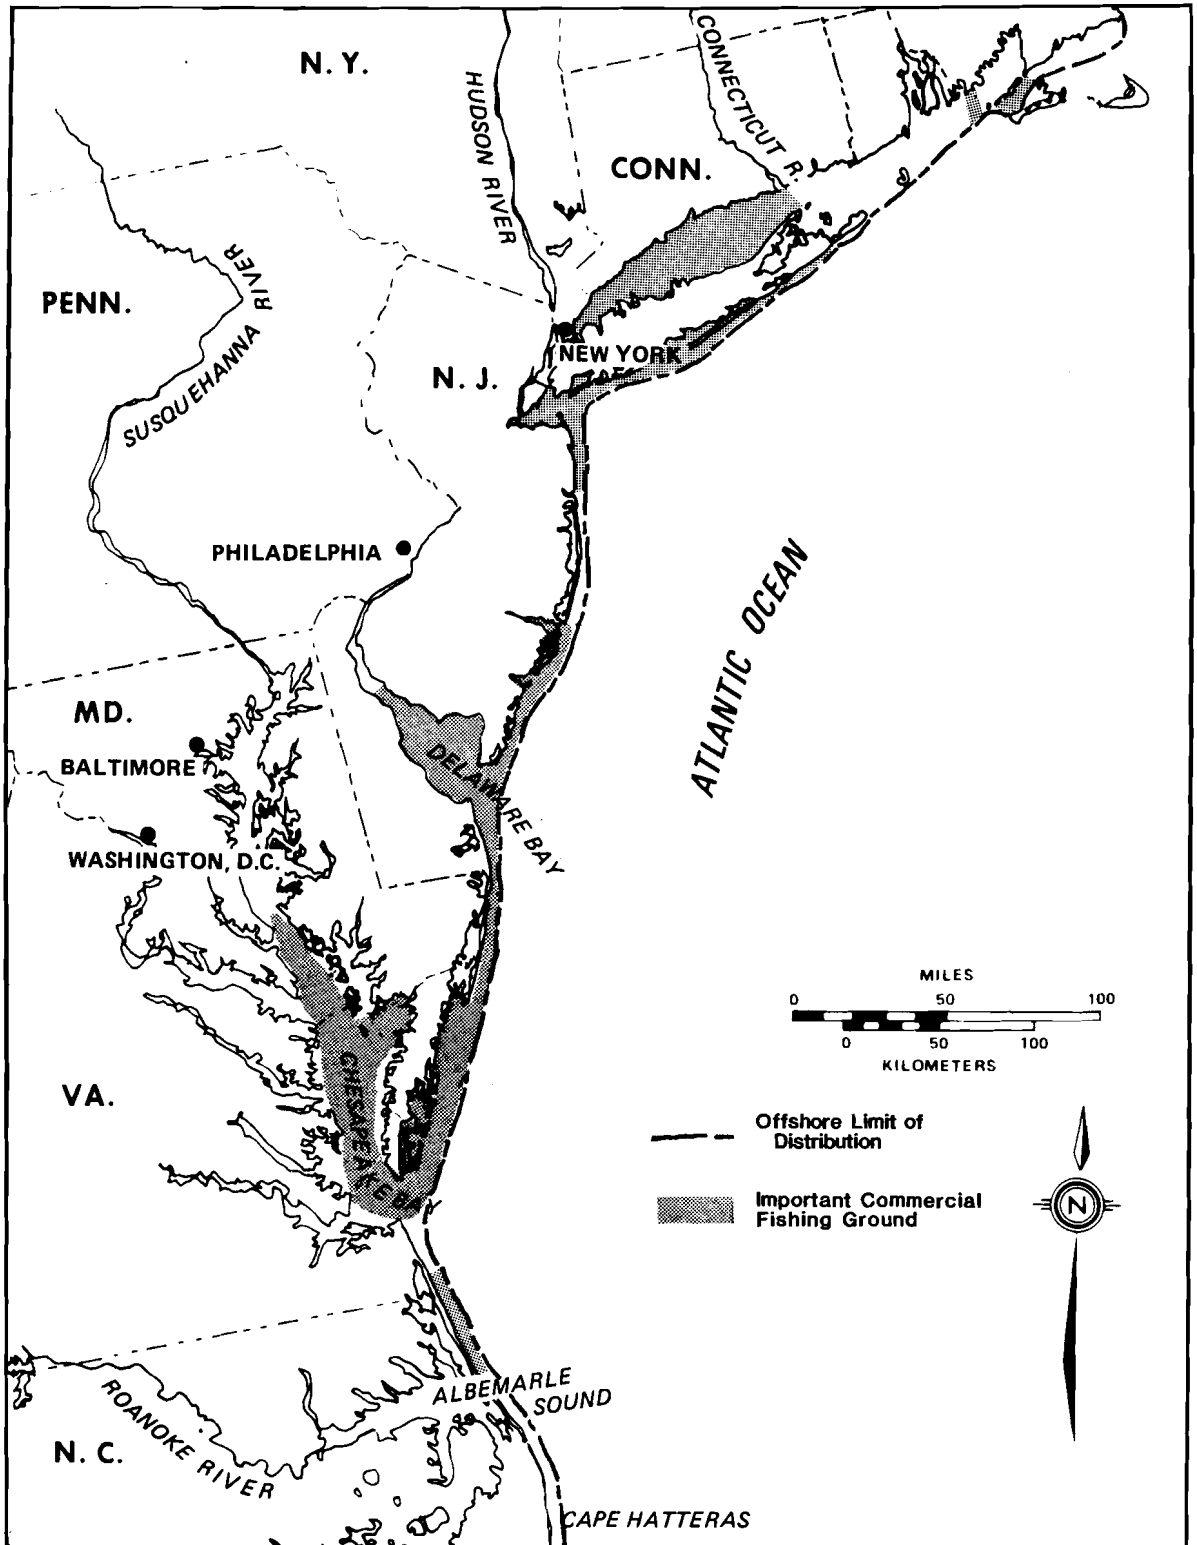 N. Y.
HUDSON RIVER
CONNECTICUT R.
CONN.
PENN.
SUSQUEHANNA RIVER
NEW YORK
N. J.
PHILADELPHIA
ATLANTIC OCEAN
MD.
BALTIMORE
DELAWARE BAY
WASHINGTON, D.C.
MILES
0 50 100
0 50 100
KILOMETERS
CHESAPEAKE BA
VA.
Offshore Limit of
Distribution
Important Commercial
Fishing Ground
N
ALBEMARLE
SOUND
ROANOKE RIVER
N. C.
CAPE HATTERAS